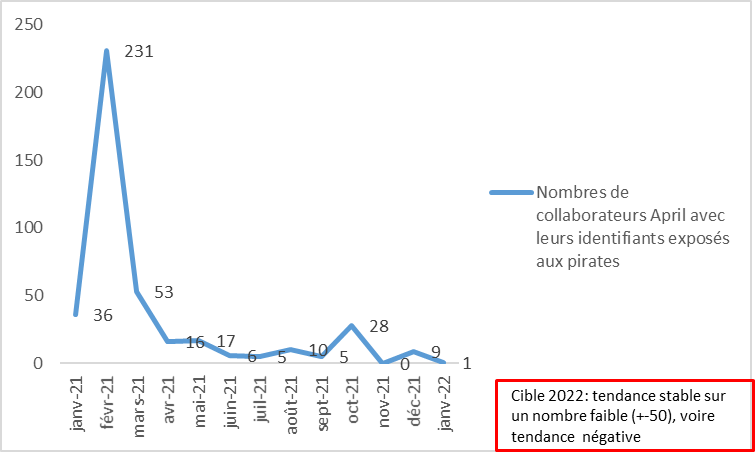 250
231
200
150
100
50
0
36
53
16
17
6
5
10
5
28
0
9
1
janv-21
févr-21
mars-21
avr-21
mai-21
juin-21
juil-21
août-21
sept-21
oct-21
nov-21
déc-21
janv-22
Nombres de
collaborateurs April avec
leurs identifiants exposés
aux pirates
Cible 2022: tendance stable sur
un nombre faible (+-50), voire
tendance négative